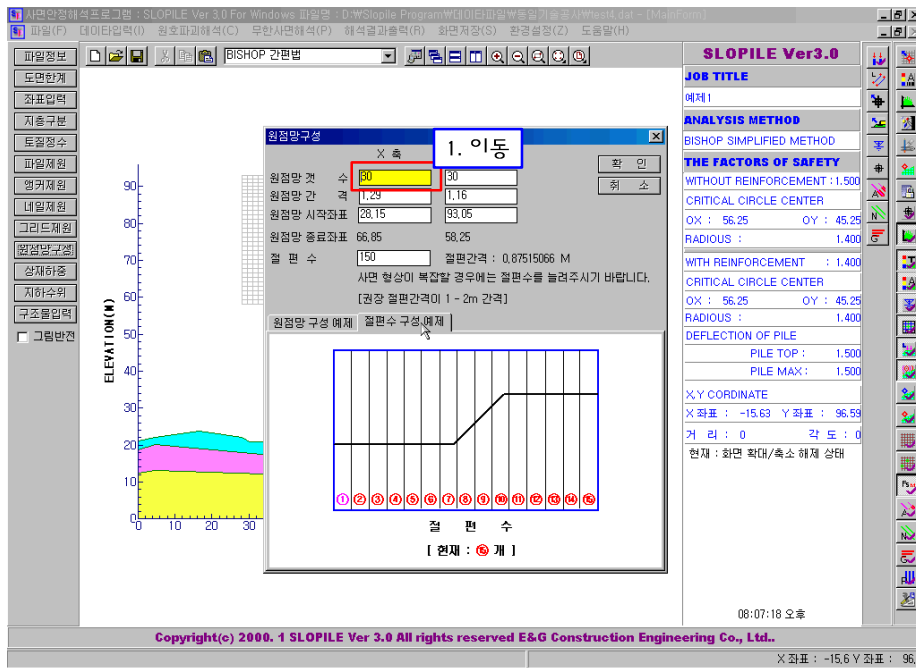 사면안정해석프로그램 : SLOPILE Ver 3,0 For Windows 파일명 : D:₩Slopile Program₩데이타파일₩동일기술공사₩test4,dat - [MainForm]
파일(F) 데이타입력(I) 원호파괴해석(C) 무한사면해석(P) 해석결과출력(R) 화면저장(S) 환경설정(Z) 도움말(H)
BISHOP 간편법
파일정보
도면한계
좌표입력
지층구분
토질정수
파일제원
앵커제원
네일제원
그리드제원
원점망구성
상재하중
지하수위
구조물입력
그림반전
ELEVATION(M)
90
80
60
50
40
30
20
10
0
0 10 20 30
원점망구성
X 축
1. 이동
원점망 갯 수 30 30
원점망 간 격 1,29 1,16
원점망 시작좌표 28,15 93,05
원점망 종료좌표 66,85 58,25
절 편 수 150 절편간격 : 0,87515066 M
사면 형상이 복잡할 경우에는 절편수를 늘려주시기 바랍니다.
[권장 절편간격이 1 - 2m 간격]
확 인
취 소
원점망 구성 예제 절편수 구성 예제
① ② ③ ④ ⑤ ⑥ ⑦ ⑧ ⑨ ⑩ ⑪ ⑫ ⑬ ⑭ ⑮
절 편 수
[ 현재 : ⑮ 개 ]
SLOPILE Ver3.0
JOB TITLE
예제1
ANALYSIS METHOD
BISHOP SIMPLIFIED METHOD
THE FACTORS OF SAFETY
WITHOUT REINFORCEMENT : 1.500
CRITICAL CIRCLE CENTER
OX : 56.25 OY : 45.25
RADIOUS : 1.400
WITH REINFORCEMENT : 1.400
CRITICAL CIRCLE CENTER
OX : 56.25 OY : 45.25
RADIOUS : 1.400
DEFLECTION OF PILE
PILE TOP : 1.500
PILE MAX : 1.500
X,Y CORDINATE
X 좌표 : -15.63 Y 좌표 : 96.59
거 리 : 0 각 도 : 0
현재 : 화면 확대/축소 해제 상태
08:07:18 오후
Copyright(c) 2000. 1 SLOPILE Ver 3.0 All rights reserved E&G Construction Engineering Co., Ltd..
X 좌표 : -15,6 Y 좌표 : 96,